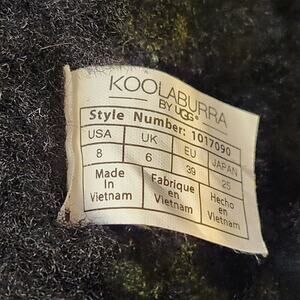 KOOLABURRA
BY UGG®
Style Number: 1017090
USA UK EU JAPAN
8 6 39 25
Made in Vietnam
Fabrique en Vietnam
Hecho en Vietnam